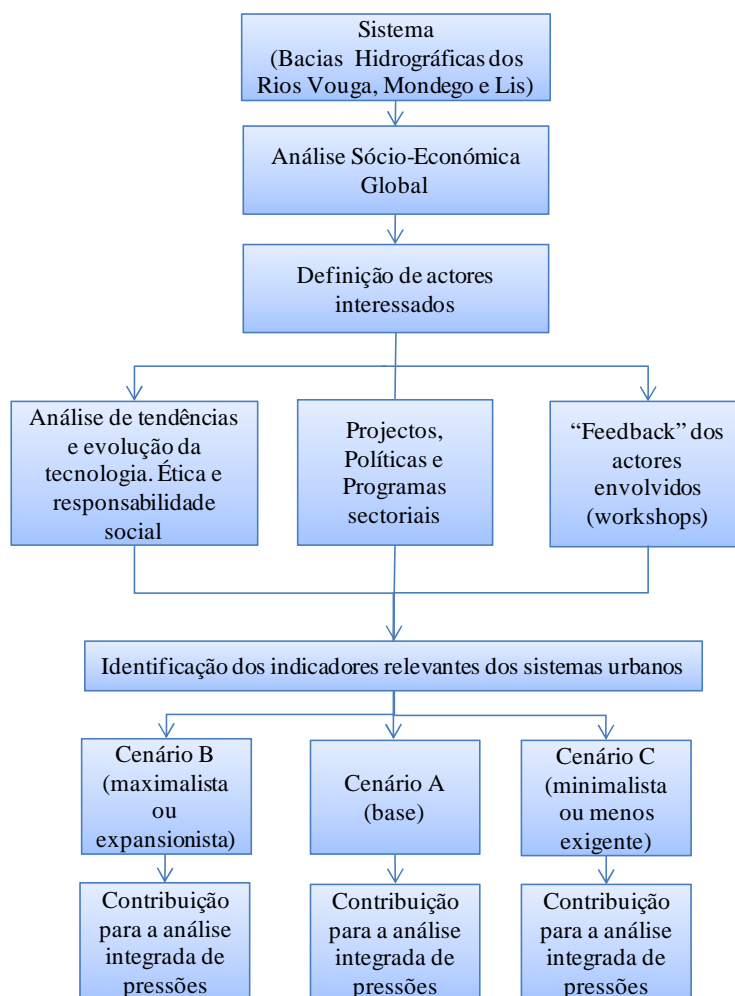 Sistema
(Bacias Hidrográficas dos
Rios Vouga, Mondego e Lis)
Análise Sócio-Económica
Global
Definição de actores
interessados
Análise de tendências
e evolução da
tecnologia. Ética e
responsabilidade
social
Projectos,
Políticas e
Programas
sectoriais
“Feedback” dos
actores
envolvidos
(workshops)
Identificação dos indicadores relevantes dos sistemas urbanos
Cenário B
(maximalista
ou
expansionista)
Cenário A
(base)
Cenário C
(minimalista
ou menos
exigente)
Contribuição
para a análise
integrada de
pressões
Contribuição
para a análise
integrada de
pressões
Contribuição
para a análise
integrada de
pressões